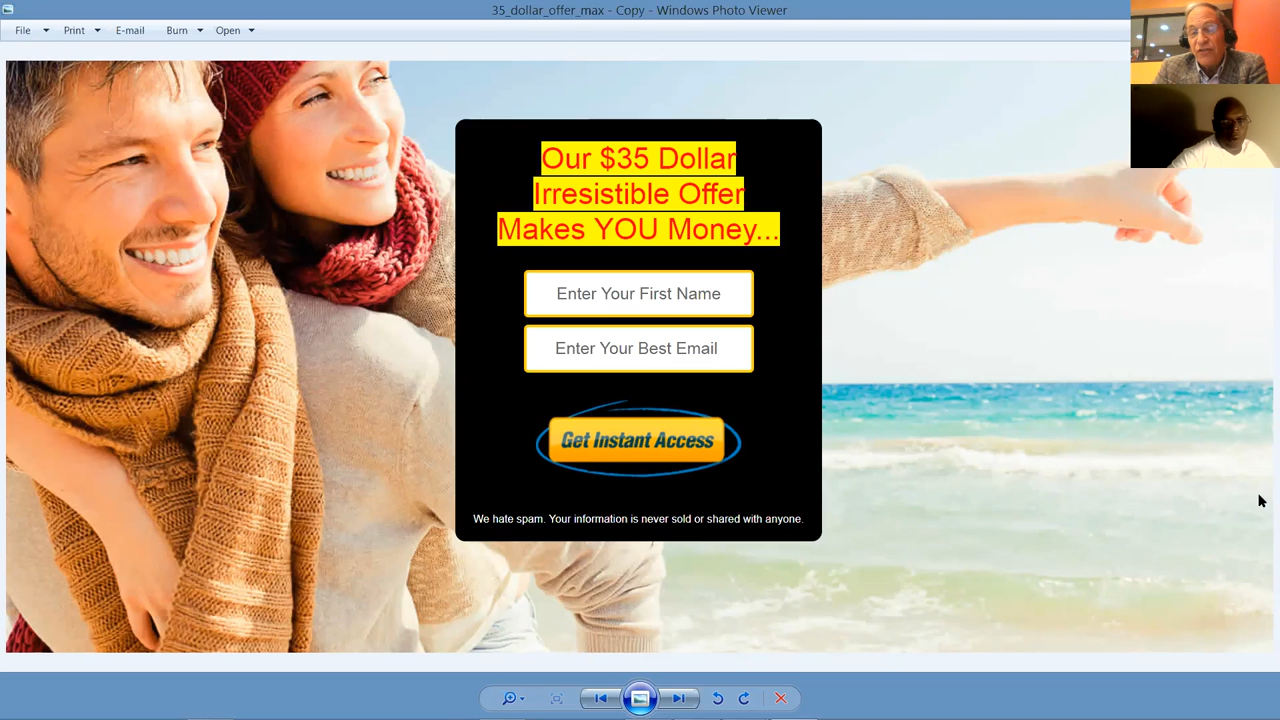 35_dollar_offer_max - Copy - Windows Photo Viewer
File Print E-mail Burn Open
Our $35 Dollar
Irresistible Offer
Makes YOU Money...
Enter Your First Name
Enter Your Best Email
Get Instant Access
We hate spam. Your information is never sold or shared with anyone.